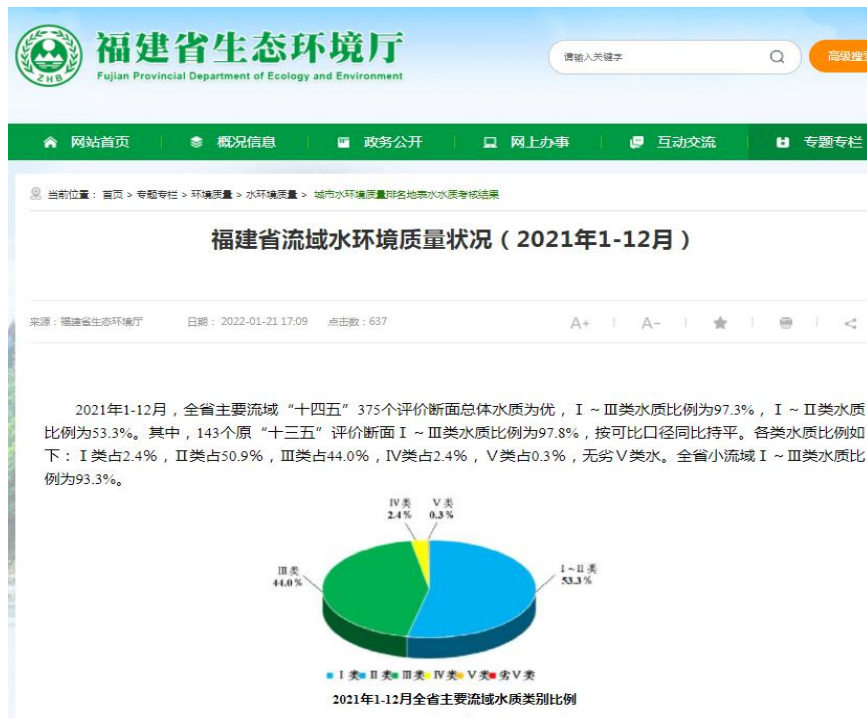 福建省生态环境厅
Fujian Provincial Department of Ecology and Environment
ZHB
请输入关键字
高级搜
网站首页
概况信息
政务公开
网上办事
互动交流
专题专栏
当前位置： 首页 > 专题专栏 > 环境质量 > 水环境质量 > 城市水环境质量排名地表水水质考核结果
福建省流域水环境质量状况（2021年1-12月）
来源：福建省生态环境厅 日期： 2022-01-21 17:09 点击数：637
A+ A-
2021年1-12月，全省主要流域“十四五”375个评价断面总体水质为优，Ⅰ～Ⅲ类水质比例为97.3%，Ⅰ～Ⅱ类水质
比例为53.3%。其中，143个原“十三五”评价断面Ⅰ～Ⅲ类水质比例为97.8%，按可比口径同比持平。各类水质比例如
下：Ⅰ类占2.4%，Ⅱ类占50.9%，Ⅲ类占44.0%，Ⅳ类占2.4%，Ⅴ类占0.3%，无劣Ⅴ类水。全省小流域Ⅰ～Ⅲ类水质比
例为93.3%。
Ⅳ类
2.4%
Ⅴ类
0.3%
Ⅲ类
44.0%
Ⅰ～Ⅱ类
53.3%
Ⅰ类 Ⅱ类 Ⅲ类 Ⅳ类 Ⅴ类 劣Ⅴ类
2021年1-12月全省主要流域水质类别比例